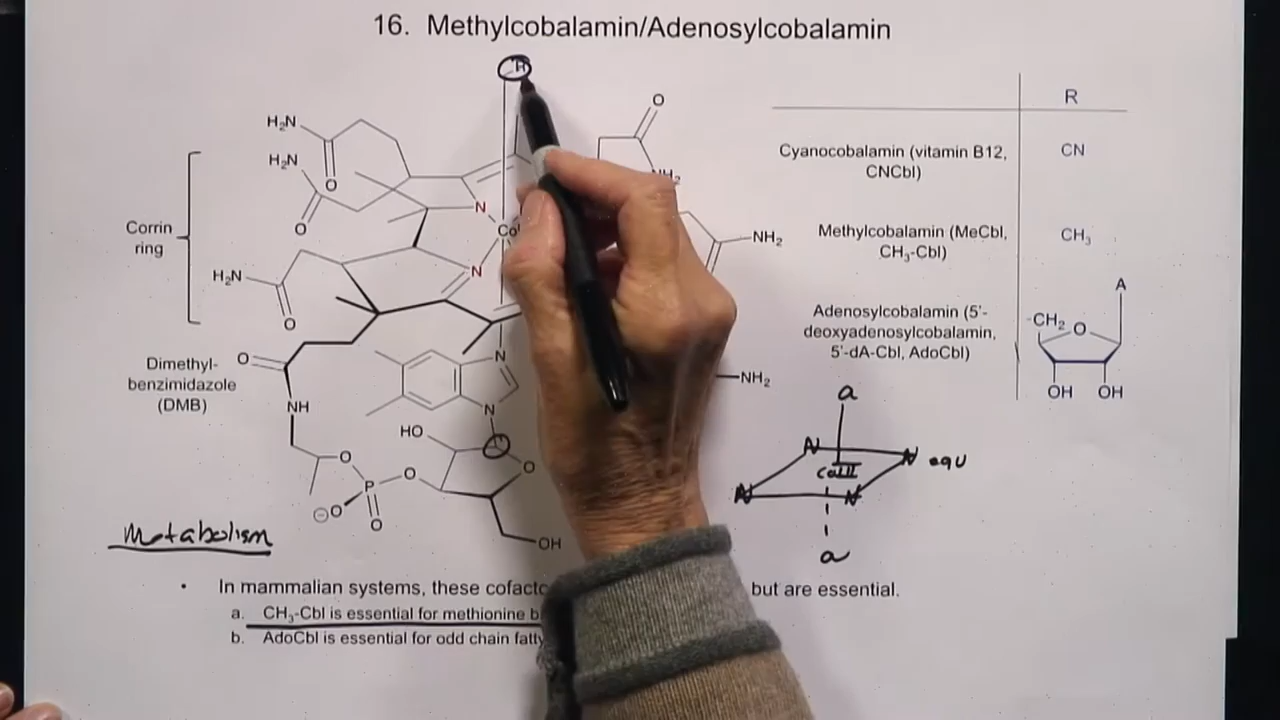 16. Methylcobalamin/Adenosylcobalamin
R
O
H₂N
H₂N
O
O
N
Co
N
NH₂
H₂N
O
Corrin
ring
R
Cyanocobalamin (vitamin B12,
CNCbl)
CN
Methylcobalamin (MeCbl,
CH₃-Cbl)
CH₃
Adenosylcobalamin (5'-
deoxyadenosylcobalamin,
5'-dA-Cbl, AdoCbl)
A
CH₂
O
OH
OH
Dimethyl-
benzimidazole
(DMB)
O
NH
N
N
NH₂
HO
O
O
O
P
⊖O
O
OH
a
N
N
equ
CoIII
N
N
a
Metabolism
• In mammalian systems, these cofacto
but are essential.
a. CH₃-Cbl is essential for methionine b
b. AdoCbl is essential for odd chain fatty